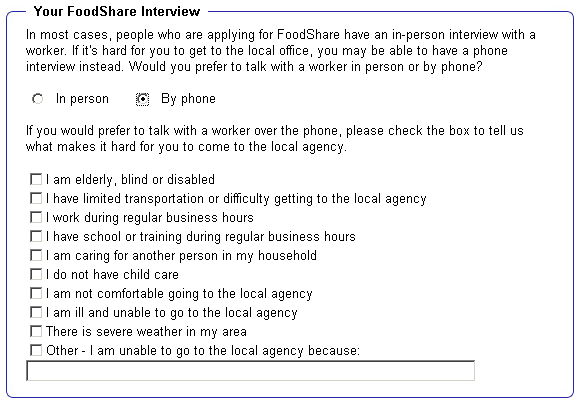 Your FoodShare Interview
In most cases, people who are applying for FoodShare have an in-person interview with a
worker. If it's hard for you to get to the local office, you may be able to have a phone
interview instead. Would you prefer to talk with a worker in person or by phone?
In person By phone
If you would prefer to talk with a worker over the phone, please check the box to tell us
what makes it hard for you to come to the local agency.
I am elderly, blind or disabled
I have limited transportation or difficulty getting to the local agency
I work during regular business hours
I have school or training during regular business hours
I am caring for another person in my household
I do not have child care
I am not comfortable going to the local agency
I am ill and unable to go to the local agency
There is severe weather in my area
Other - I am unable to go to the local agency because: